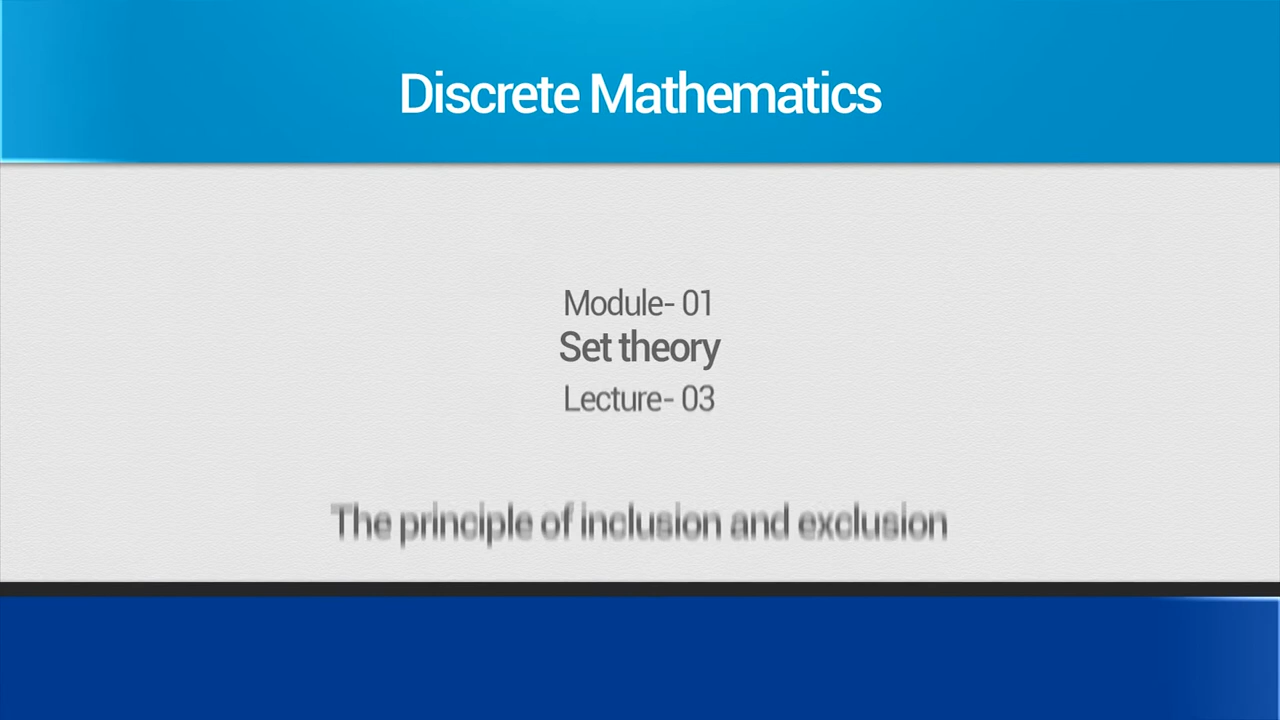 Discrete Mathematics
Module- 01
Set theory
Lecture- 03
The principle of inclusion and exclusion